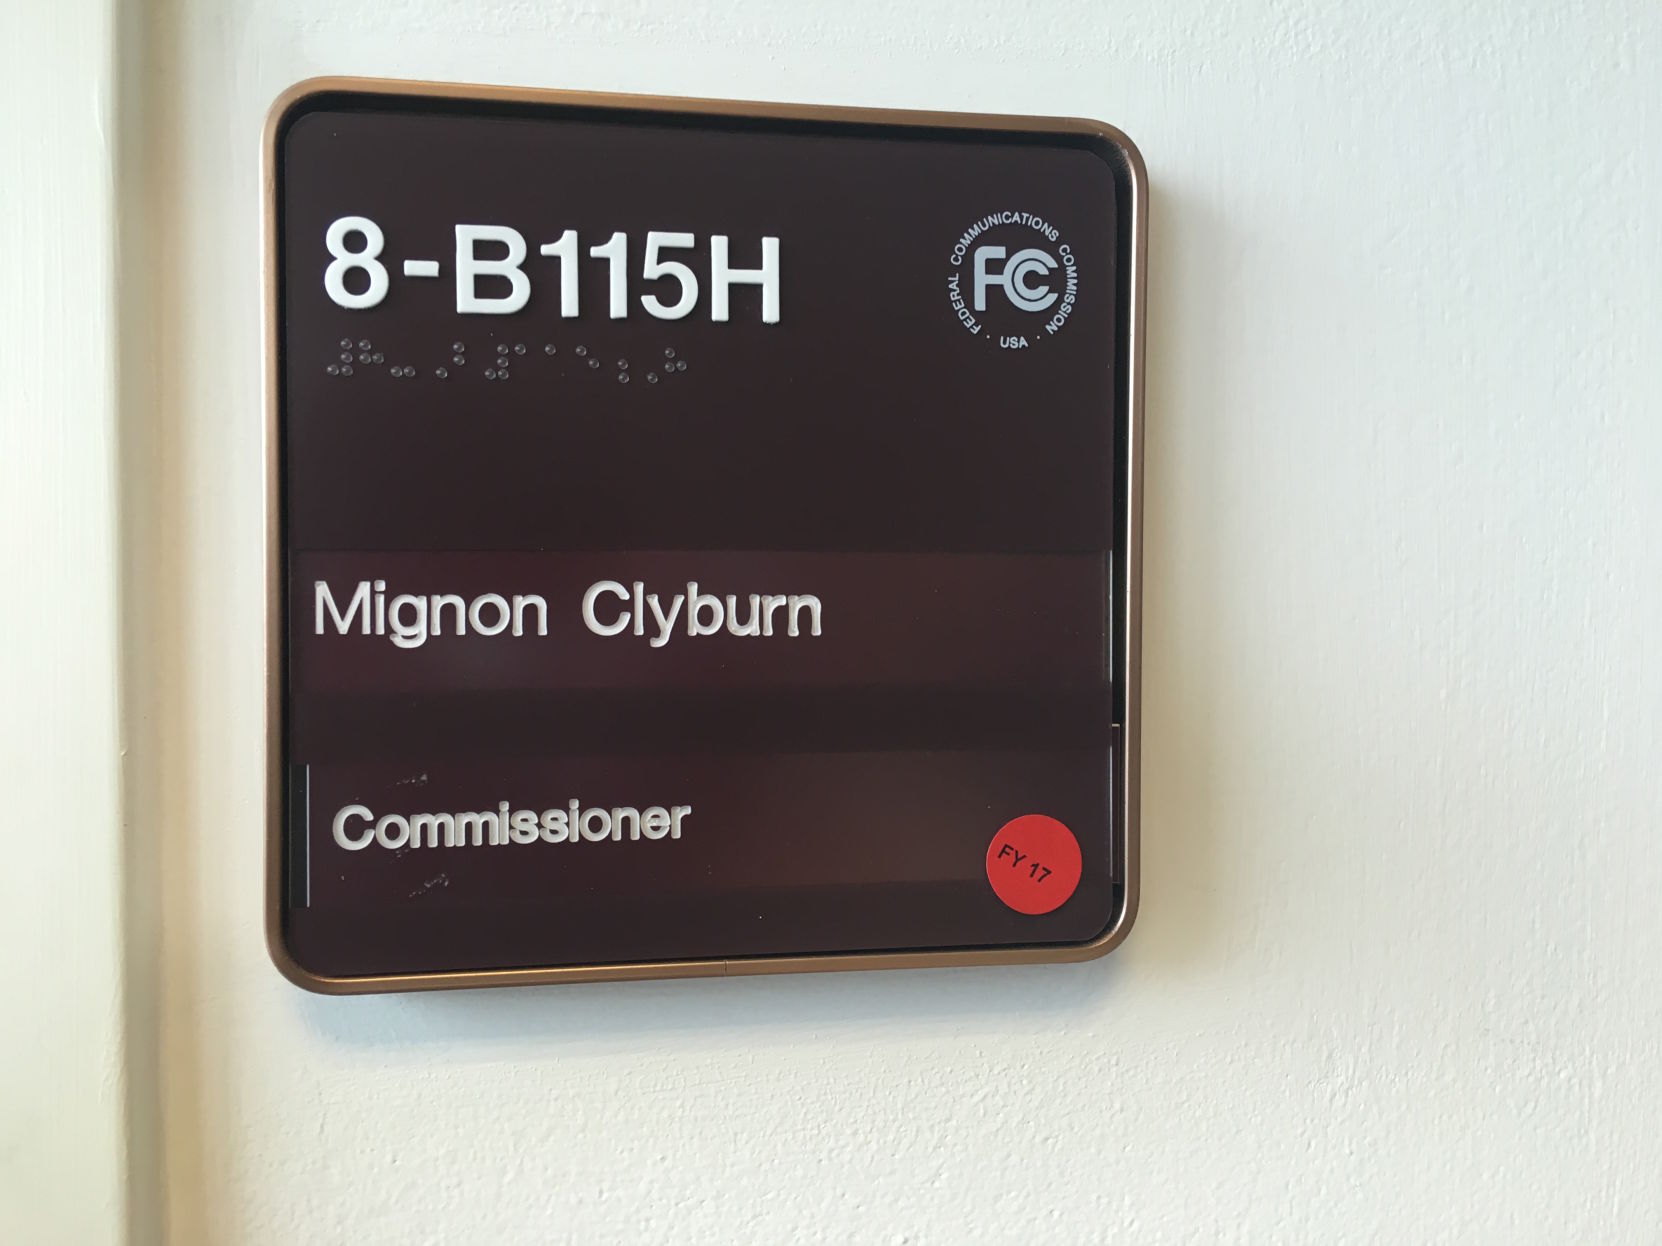 8-B115H
FEDERAL COMMUNICATIONS COMMISSION
· USA ·
FCC
Mignon Clyburn
Commissioner
FY 17